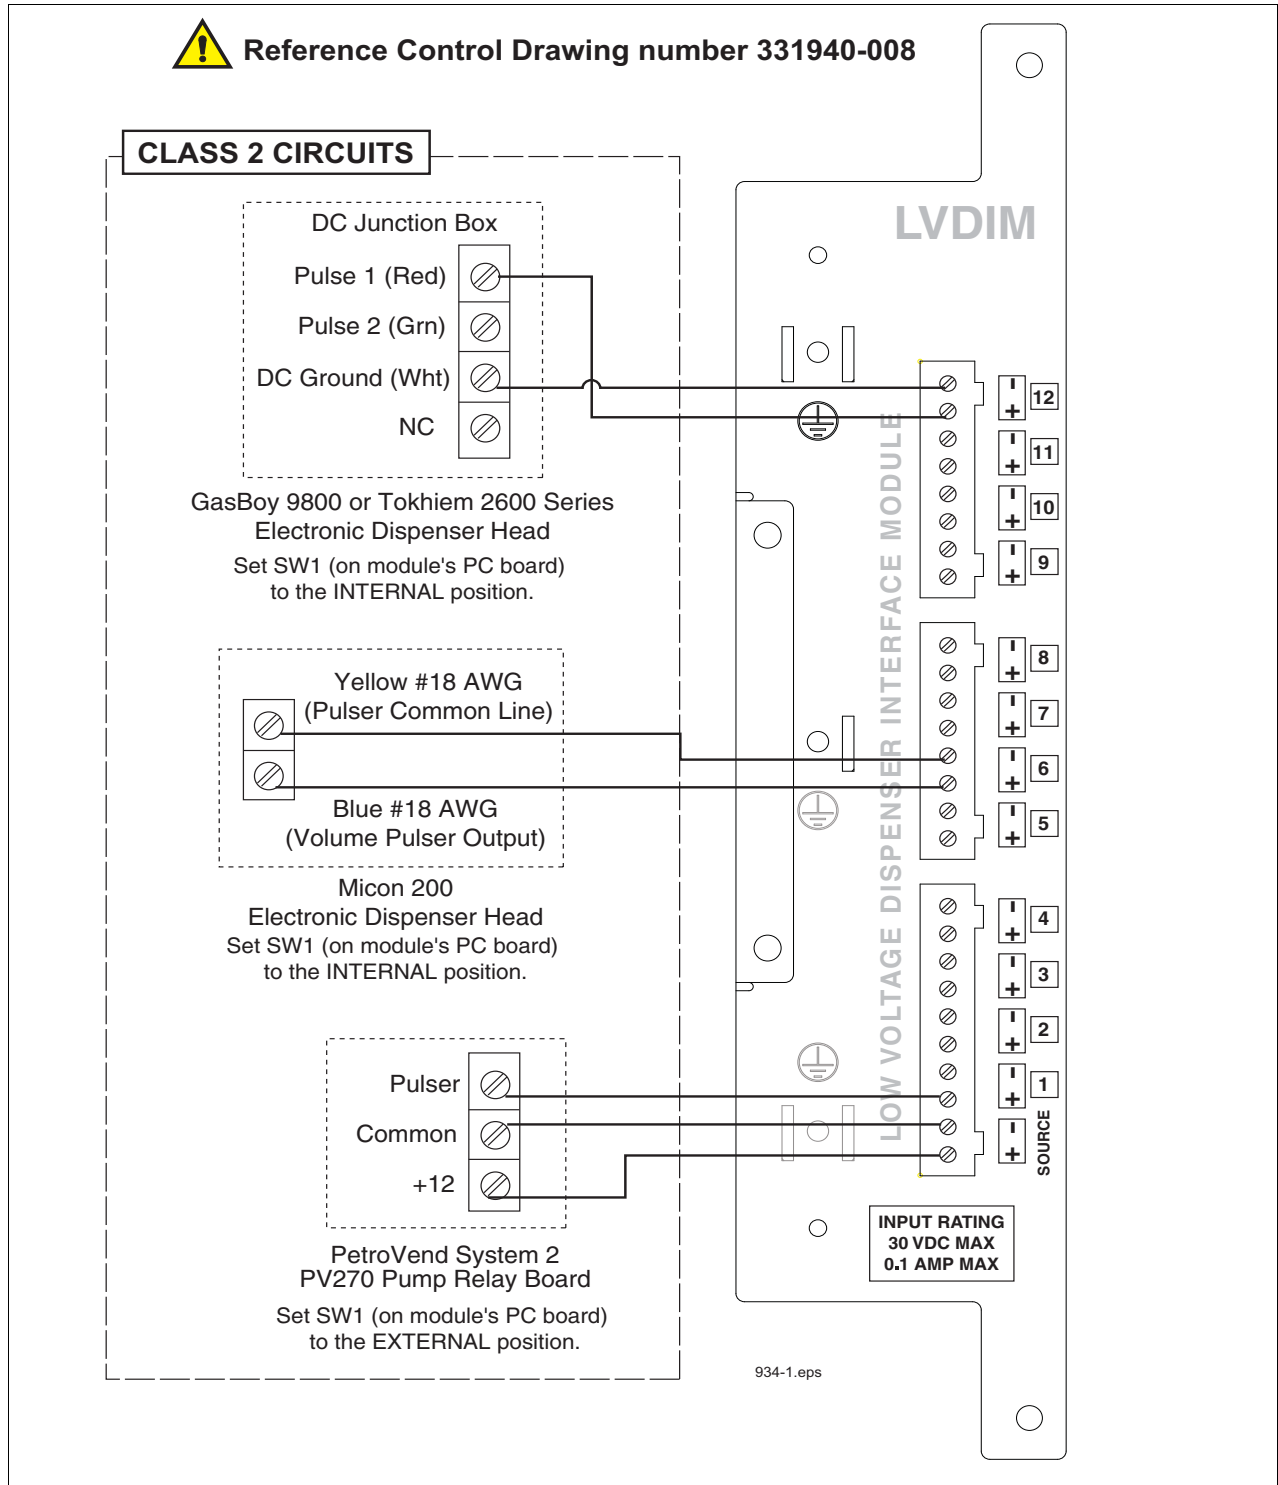 Reference Control Drawing number 331940-008
CLASS 2 CIRCUITS
DC Junction Box
Pulse 1 (Red)
Pulse 2 (Grn)
DC Ground (Wht)
NC
GasBoy 9800 or Tokhiem 2600 Series
Electronic Dispenser Head
Set SW1 (on module's PC board)
to the INTERNAL position.
Yellow #18 AWG
(Pulser Common Line)
Blue #18 AWG
(Volume Pulser Output)
Micon 200
Electronic Dispenser Head
Set SW1 (on module's PC board)
to the INTERNAL position.
Pulser
Common
+12
PetroVend System 2
PV270 Pump Relay Board
Set SW1 (on module's PC board)
to the EXTERNAL position.
LVDIM
LOW VOLTAGE DISPENSER INTERFACE MODULE
- + 12
- + 11
- + 10
- + 9
- + 8
- + 7
- + 6
- + 5
- + 4
- + 3
- + 2
- + 1
- + SOURCE
INPUT RATING
30 VDC MAX
0.1 AMP MAX
934-1.eps